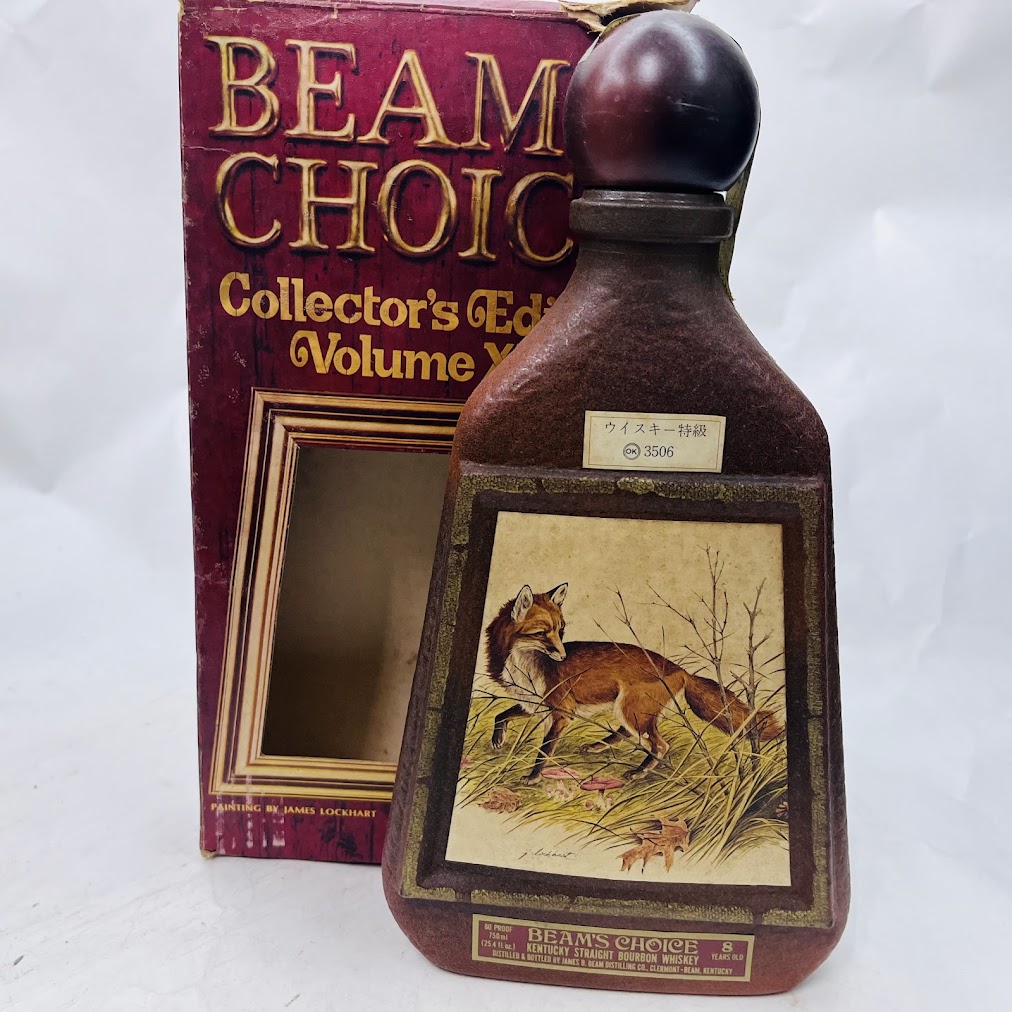 BEAM
CHOIC
Collector's Edi
Volume X
PAINTING BY JAMES LOCKHART
ウイスキー特級
OK 3506
j. lockhart
80 PROOF
750ml
(25.4 fl. oz.)
BEAM'S CHOICE
KENTUCKY STRAIGHT BOURBON WHISKEY
8
YEARS OLD
DISTILLED & BOTTLED BY JAMES B. BEAM DISTILLING CO., CLERMONT-BEAM, KENTUCKY